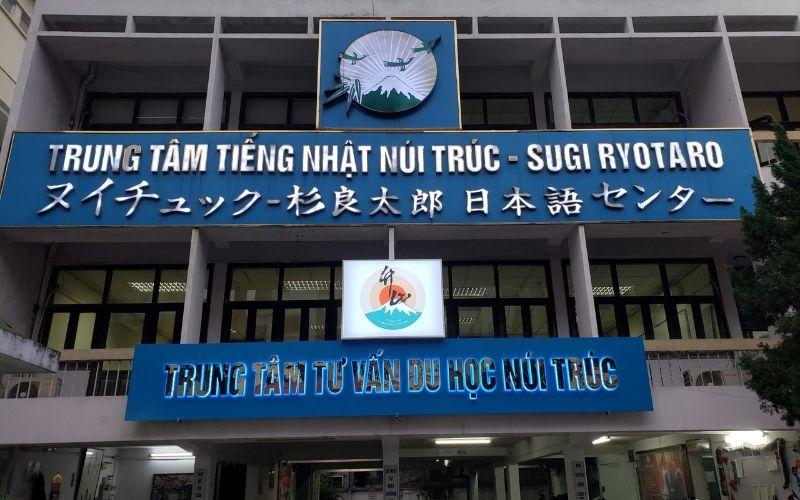 TRUNG TÂM TIẾNG NHẬT NÚI TRÚC - SUGI RYOTARO
ヌイチュック-杉良太郎 日本語センター
TRUNG TÂM TƯ VẤN DU HỌC NÚI TRÚC